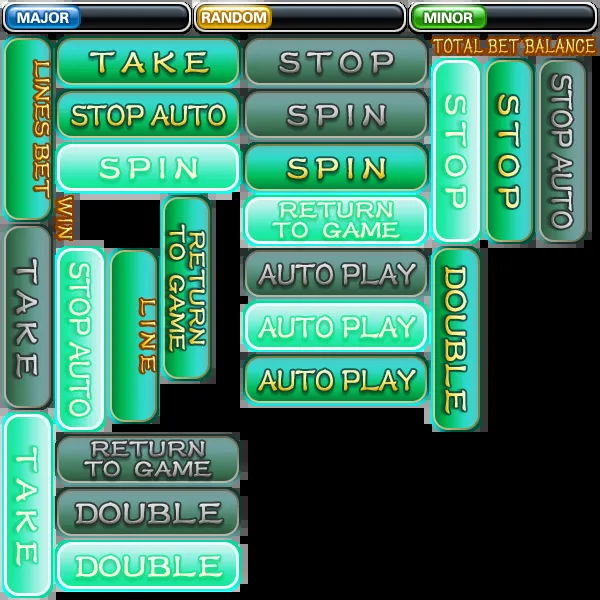 MAJOR
RANDOM
MINOR
TOTAL BET BALANCE
LINES BET
TAKE
STOP
STOP
STOP
STOP AUTO
STOP AUTO
SPIN
SPIN
SPIN
WIN
RETURN
TO GAME
RETURN
TO GAME
TAKE
STOP AUTO
LINE
AUTO PLAY
DOUBLE
AUTO PLAY
AUTO PLAY
TAKE
RETURN
TO GAME
DOUBLE
DOUBLE